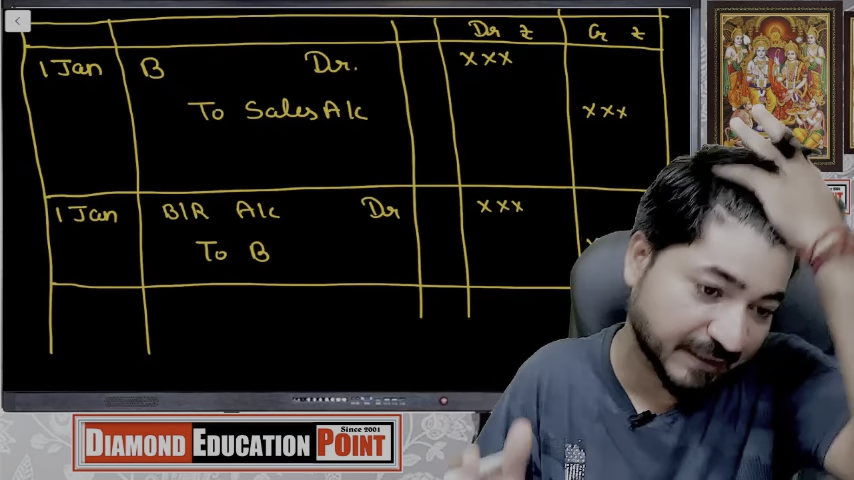 Dr ₹ Cr ₹
1 Jan B Dr. xxx
To Sales A/c xxx
1 Jan B/R A/c Dr xxx
To B
Since 2001
DIAMOND EDUCATION POINT